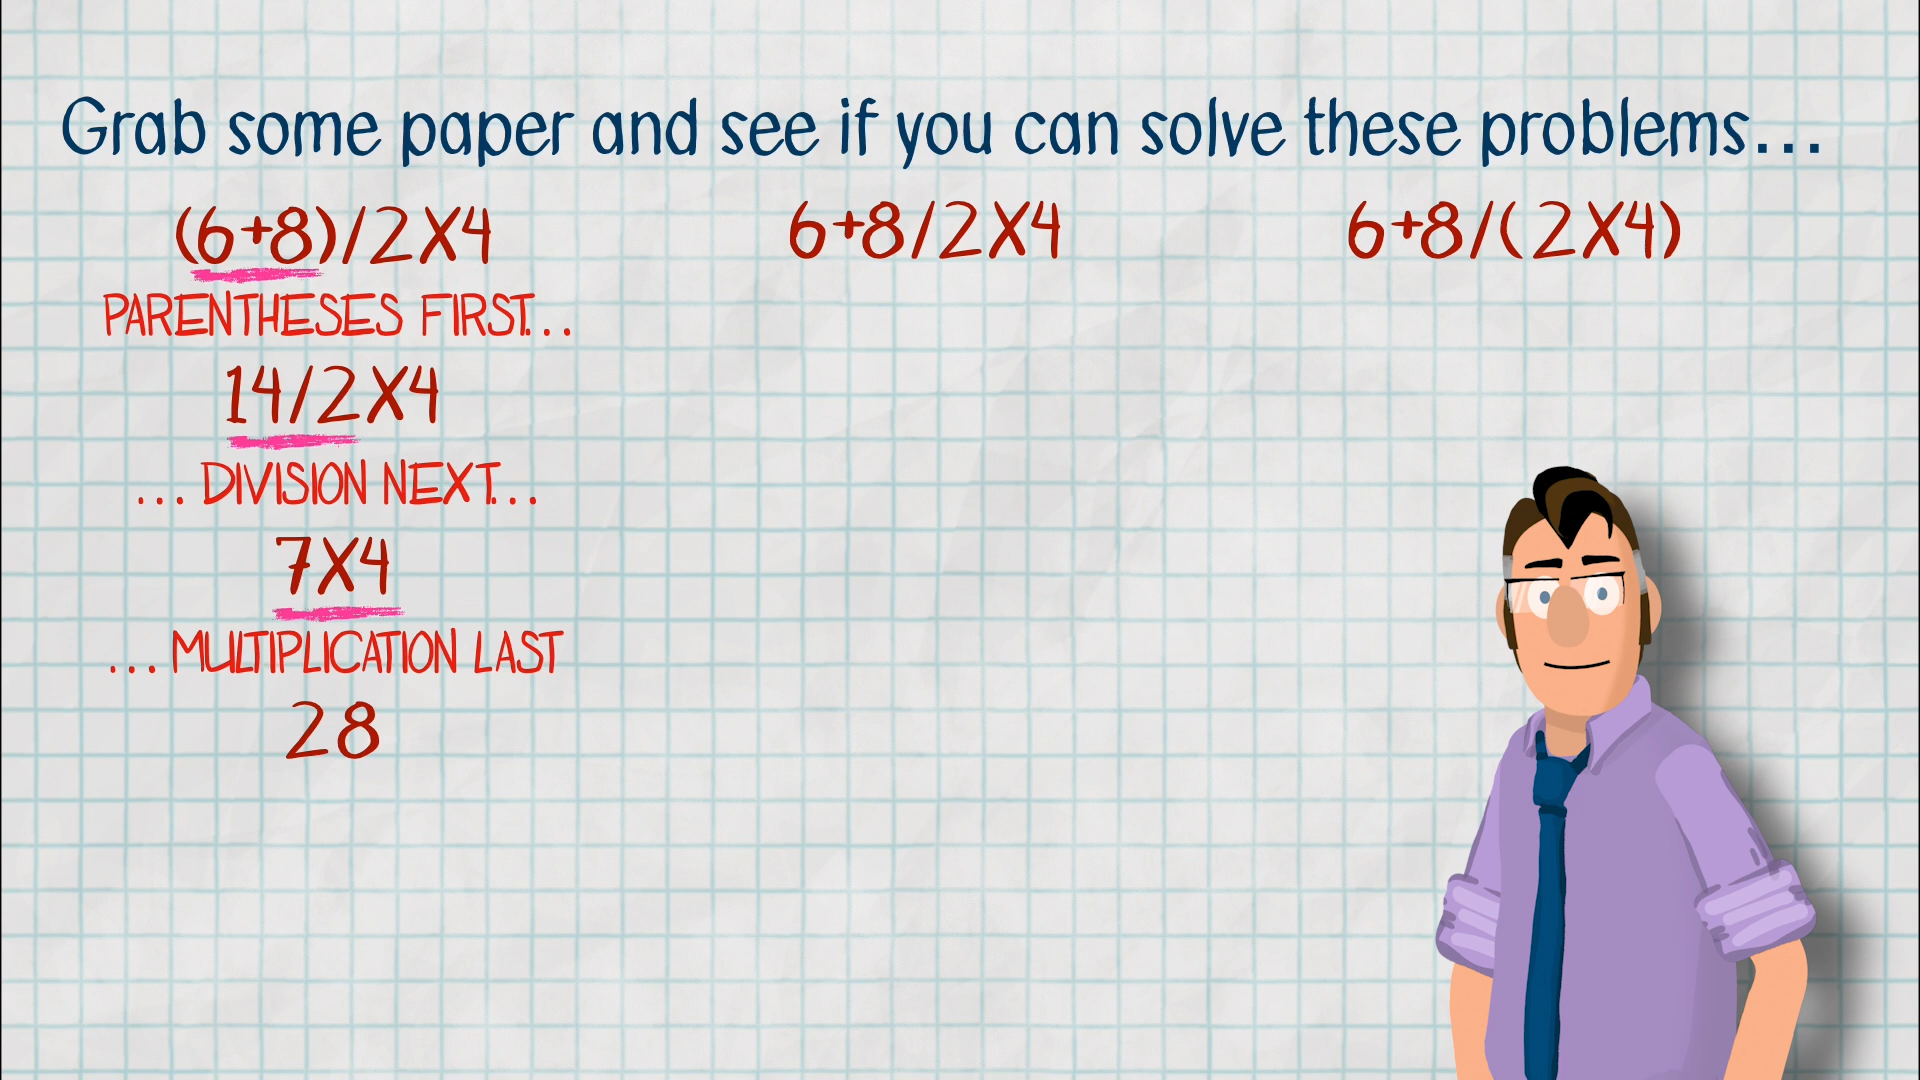 Grab some paper and see if you can solve these problems...
(6+8)/2X4
PARENTHESES FIRST...
14/2X4
... DIVISION NEXT...
7X4
... MULTIPLICATION LAST
28
6+8/2X4
6+8/(2X4)